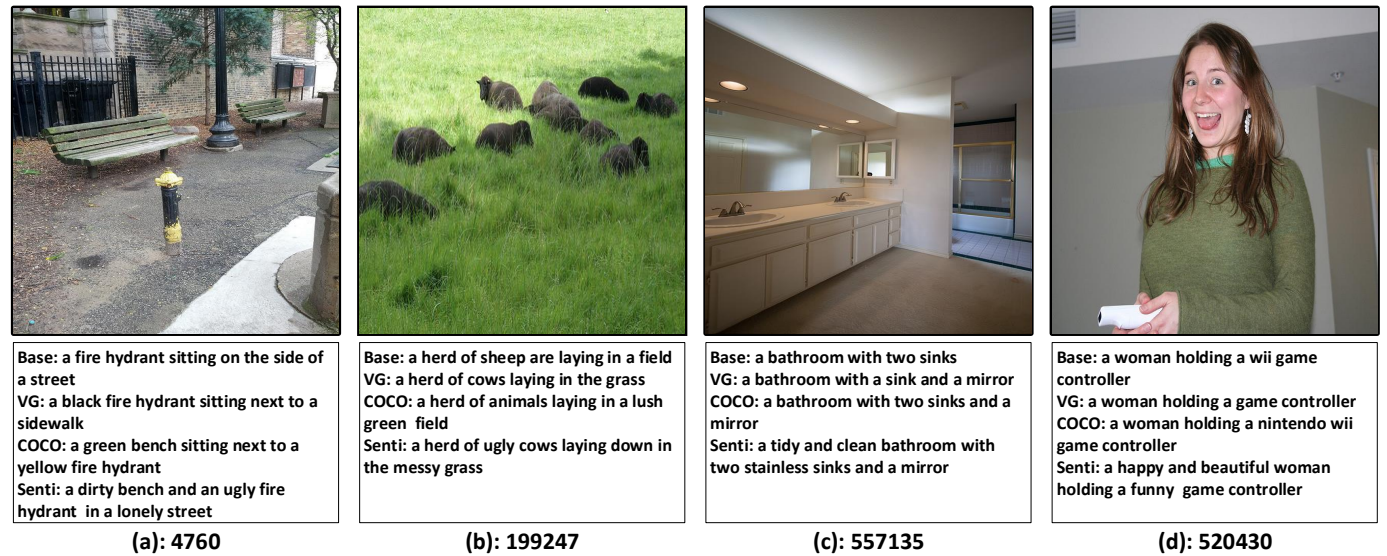 Base: a fire hydrant sitting on the side of
a street
VG: a black fire hydrant sitting next to a
sidewalk
COCO: a green bench sitting next to a
yellow fire hydrant
Senti: a dirty bench and an ugly fire
hydrant  in a lonely street
(a): 4760
Base: a herd of sheep are laying in a field
VG: a herd of cows laying in the grass
COCO: a herd of animals laying in a lush
green  field
Senti: a herd of ugly cows laying down in
the messy grass
(b): 199247
Base: a bathroom with two sinks
VG: a bathroom with a sink and a mirror
COCO: a bathroom with two sinks and a
mirror
Senti: a tidy and clean bathroom with
two stainless sinks and a mirror
(c): 557135
Base: a woman holding a wii game
controller
VG: a woman holding a game controller
COCO: a woman holding a nintendo wii
game controller
Senti: a happy and beautiful woman
holding a funny  game controller
(d): 520430